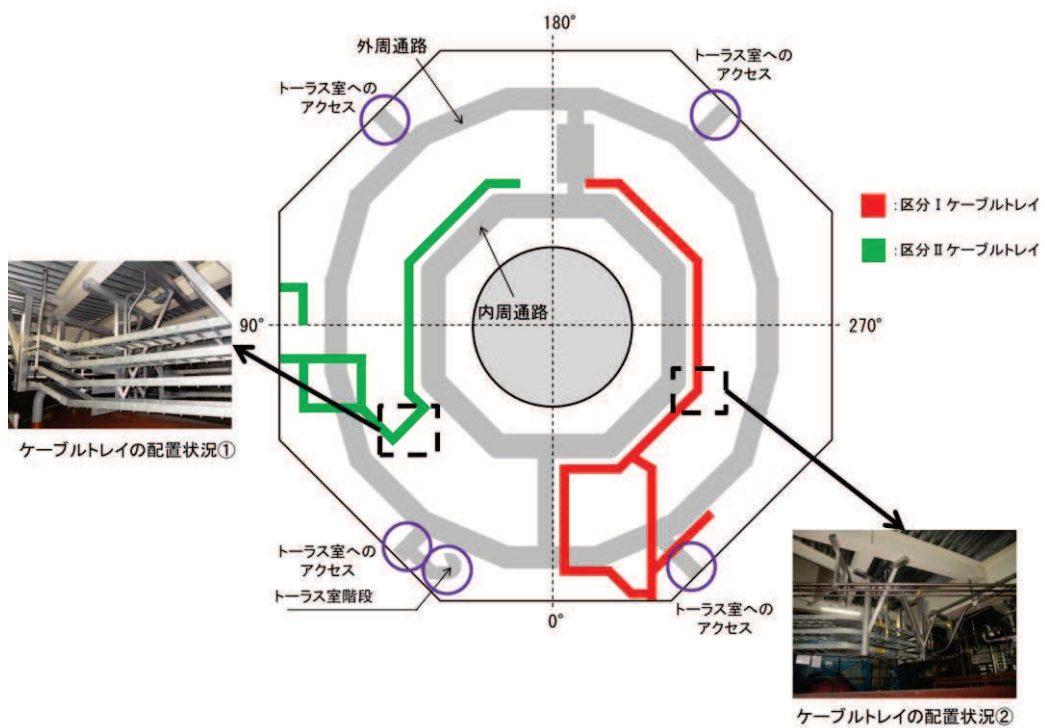 180°
外周通路
トーラス室への
アクセス
トーラス室への
アクセス
:区分Ⅰケーブルトレイ
:区分Ⅱケーブルトレイ
内周通路
90°
270°
ケーブルトレイの配置状況①
トーラス室への
アクセス
トーラス室階段
0°
トーラス室への
アクセス
ケーブルトレイの配置状況②